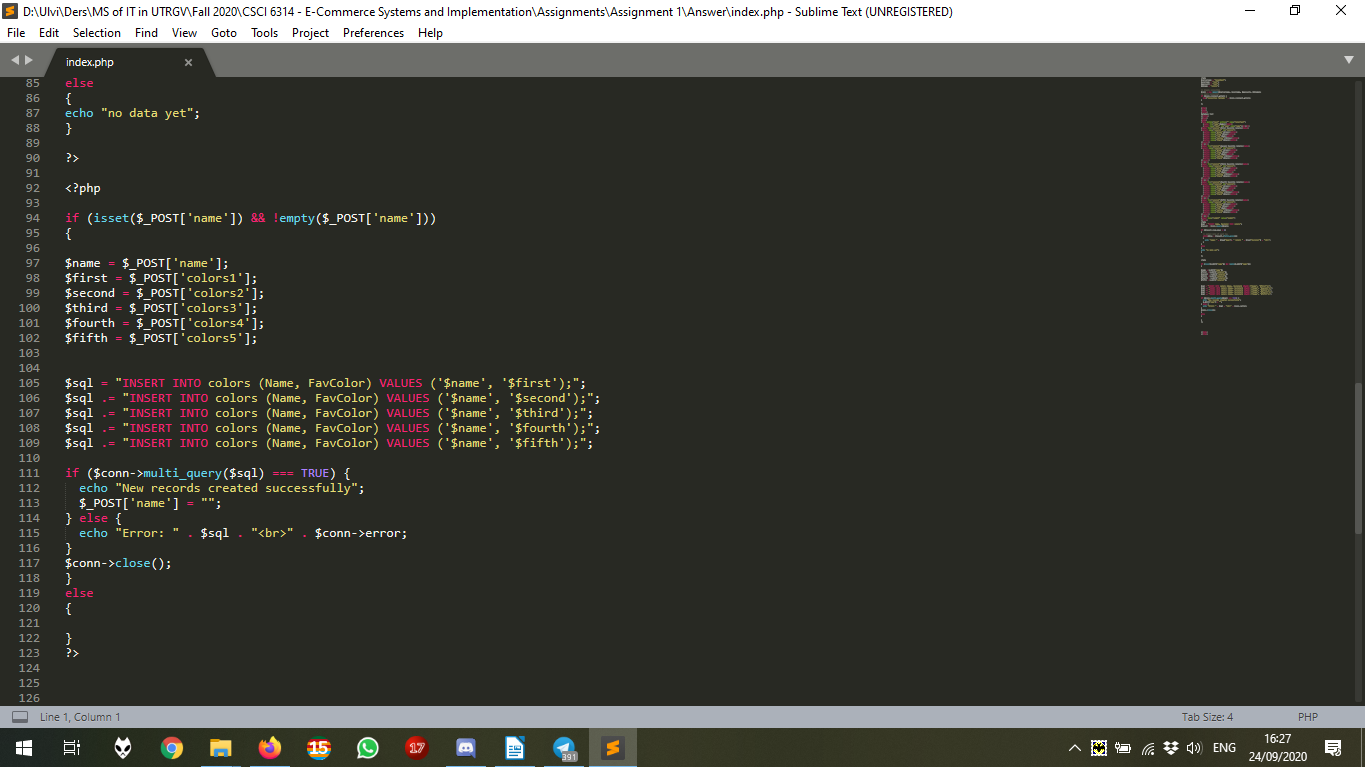 D:\Ulvi\Ders\MS of IT in UTRGV\Fall 2020\CSCI 6314 - E-Commerce Systems and Implementation\Assignments\Assignment 1\Answer\index.php - Sublime Text (UNREGISTERED)
File Edit Selection Find View Goto Tools Project Preferences Help
index.php
85 else
86 {
87 echo "no data yet";
88 }
89
90 ?>
91
92 <?php
93
94 if (isset($_POST['name']) && !empty($_POST['name']))
95 {
96
97 $name = $_POST['name'];
98 $first = $_POST['colors1'];
99 $second = $_POST['colors2'];
100 $third = $_POST['colors3'];
101 $fourth = $_POST['colors4'];
102 $fifth = $_POST['colors5'];
103
104
105 $sql = "INSERT INTO colors (Name, FavColor) VALUES ('$name', '$first');";
106 $sql .= "INSERT INTO colors (Name, FavColor) VALUES ('$name', '$second');";
107 $sql .= "INSERT INTO colors (Name, FavColor) VALUES ('$name', '$third');";
108 $sql .= "INSERT INTO colors (Name, FavColor) VALUES ('$name', '$fourth');";
109 $sql .= "INSERT INTO colors (Name, FavColor) VALUES ('$name', '$fifth');";
110
111 if ($conn->multi_query($sql) === TRUE) {
112 echo "New records created successfully";
113 $_POST['name'] = "";
114 } else {
115 echo "Error: " . $sql . "<br>" . $conn->error;
116 }
117 $conn->close();
118 }
119 else
120 {
121
122 }
123 ?>
124
125
126
Line 1, Column 1 Tab Size: 4 PHP
15 17 391 ENG 16:27
24/09/2020